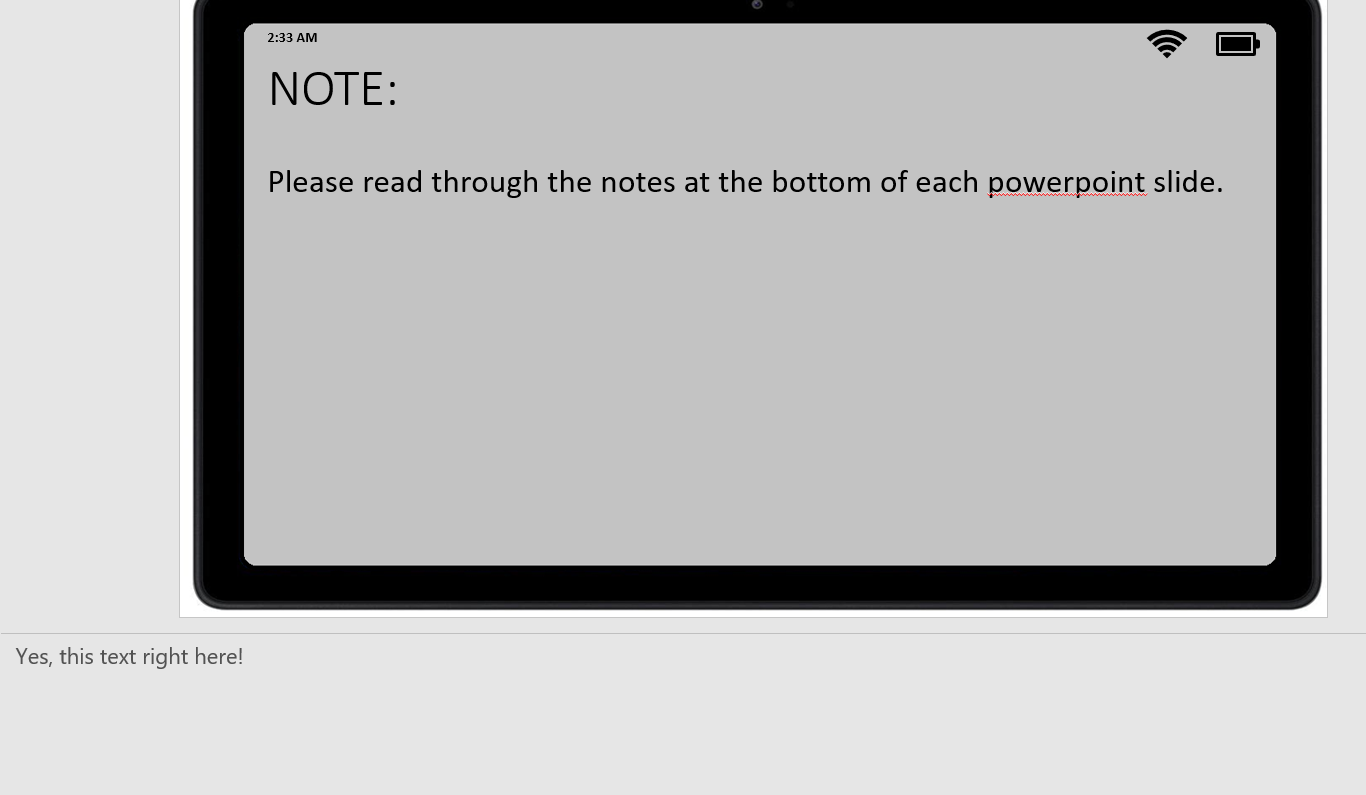 2:33 AM
NOTE:
Please read through the notes at the bottom of each powerpoint slide.
Yes, this text right here!